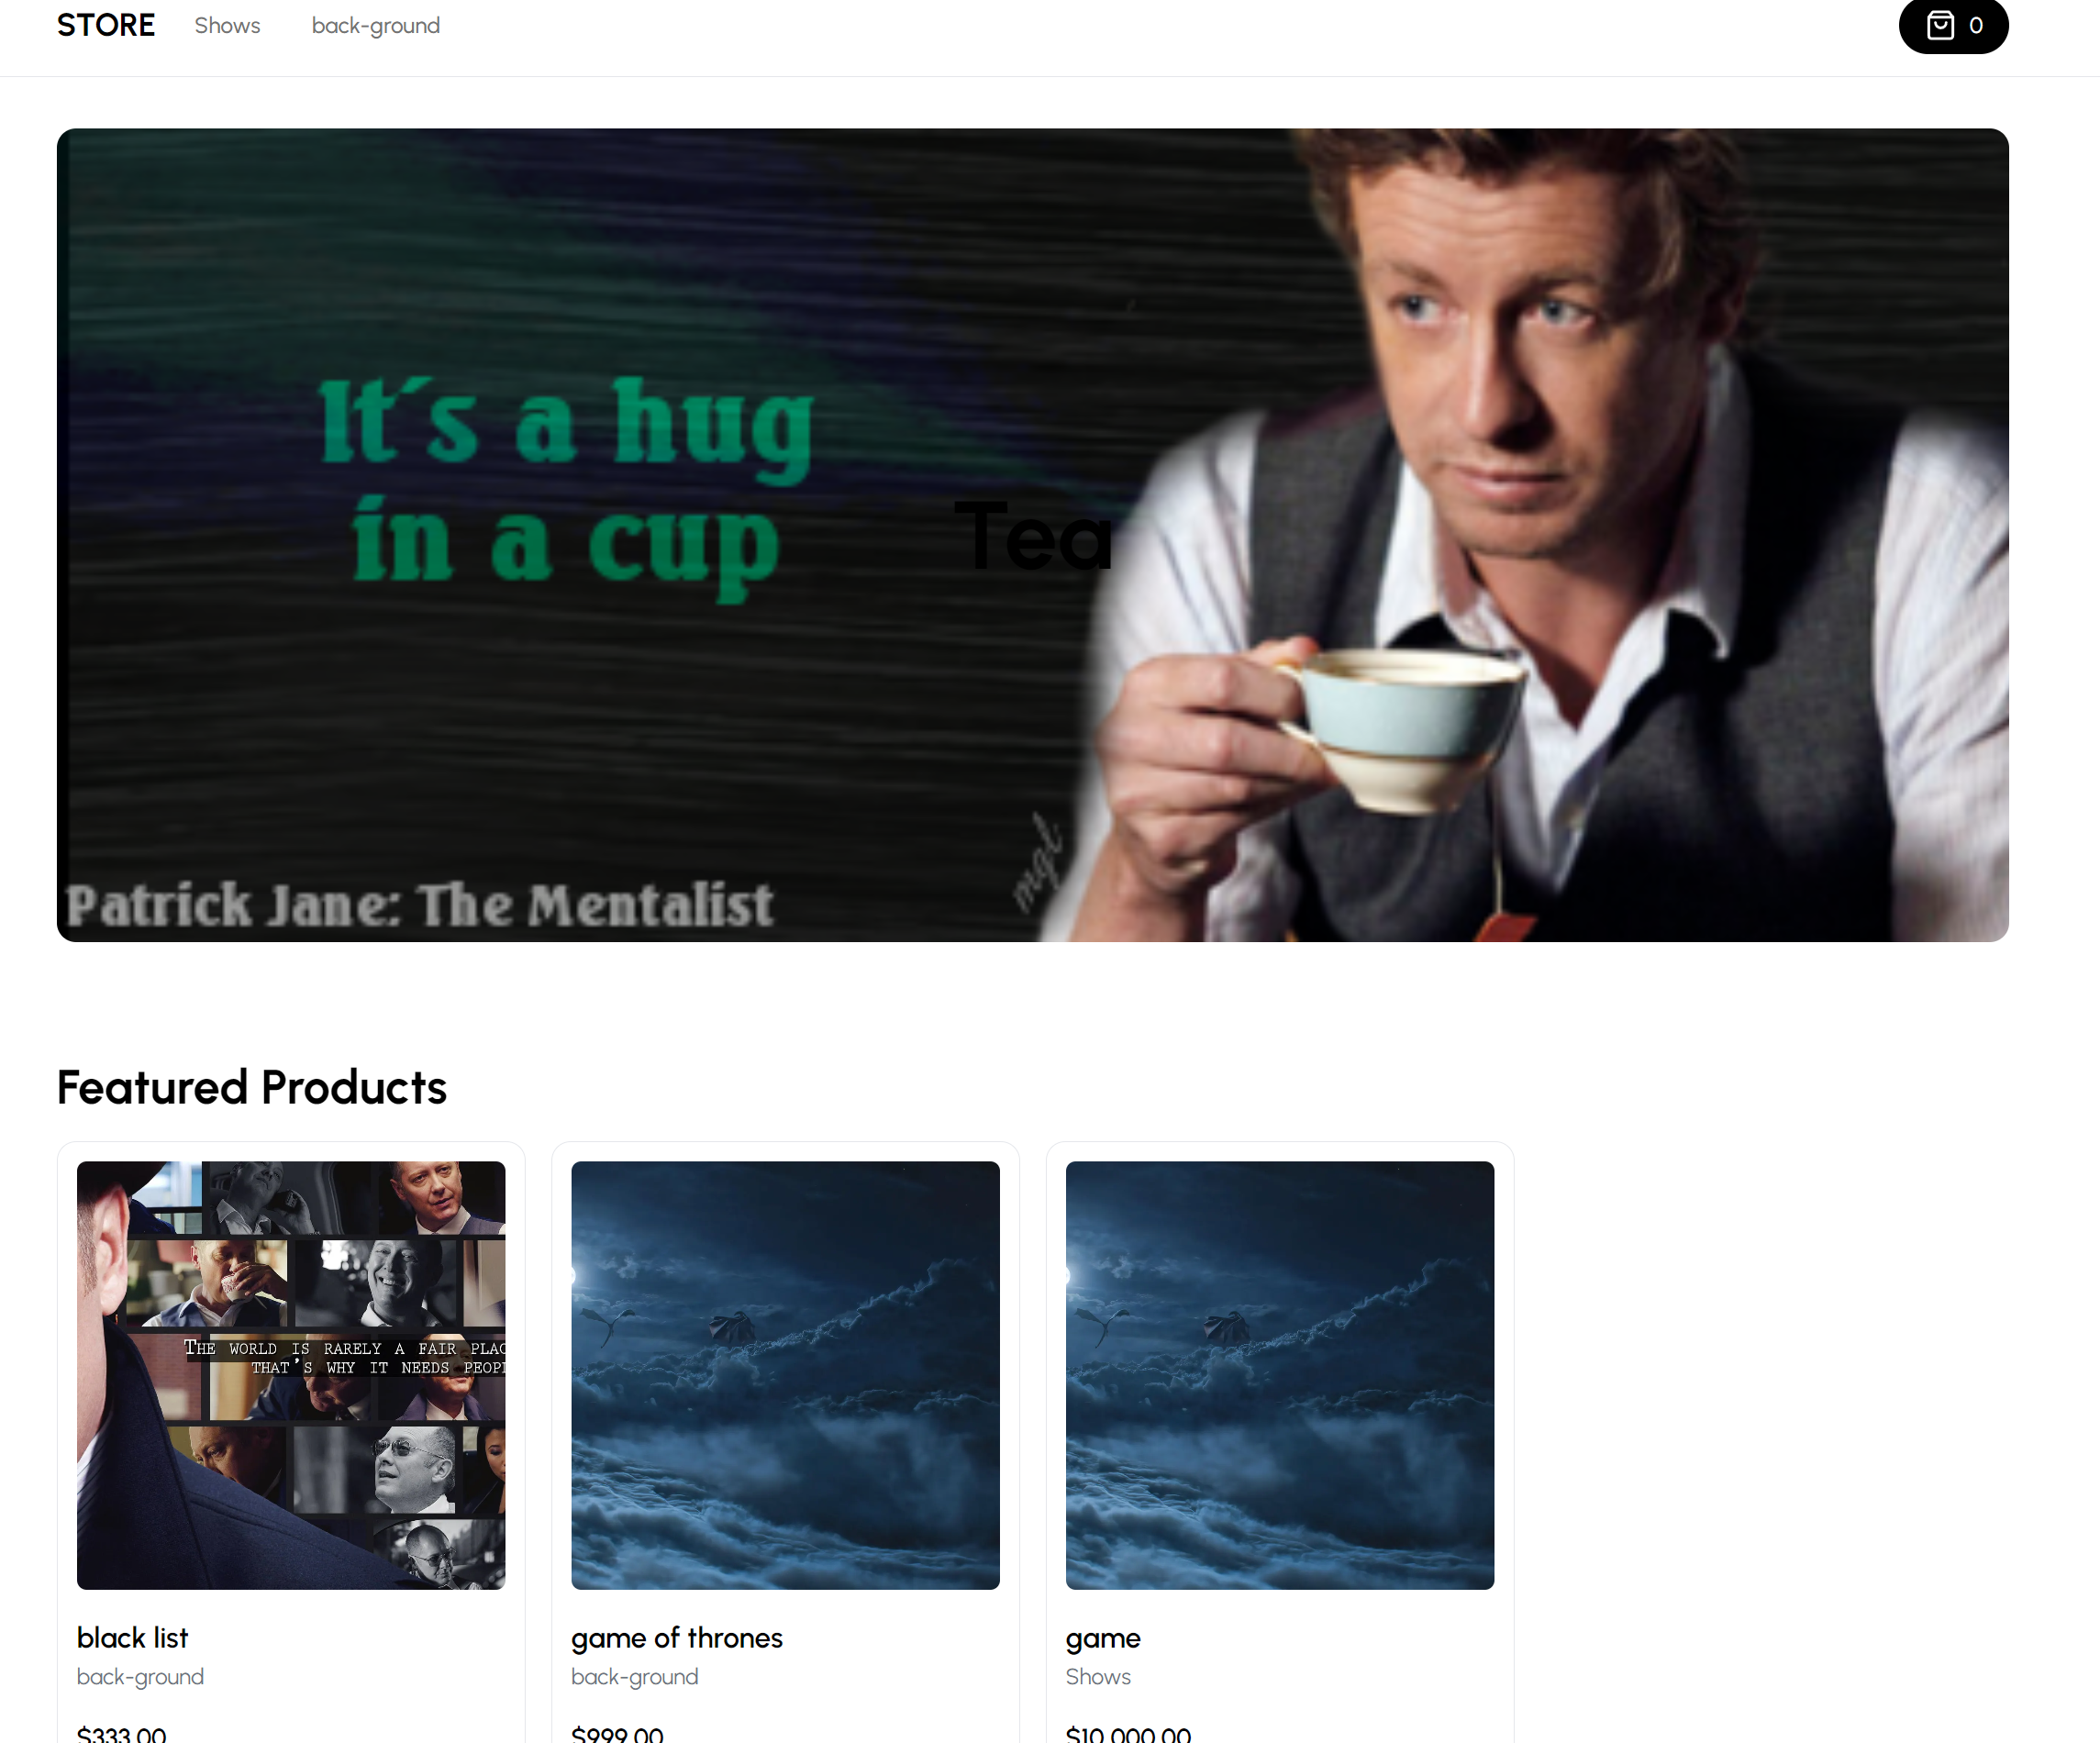 STORE Shows back-ground 0
It´s a hug
in a cup
Tea
mgl
Patrick Jane: The Mentalist
Featured Products
THE WORLD IS RARELY A FAIR PLAC
THAT'S WHY IT NEEDS PEOP
black list
back-ground
$333.00
game of thrones
back-ground
$999.00
game
Shows
$10,000.00